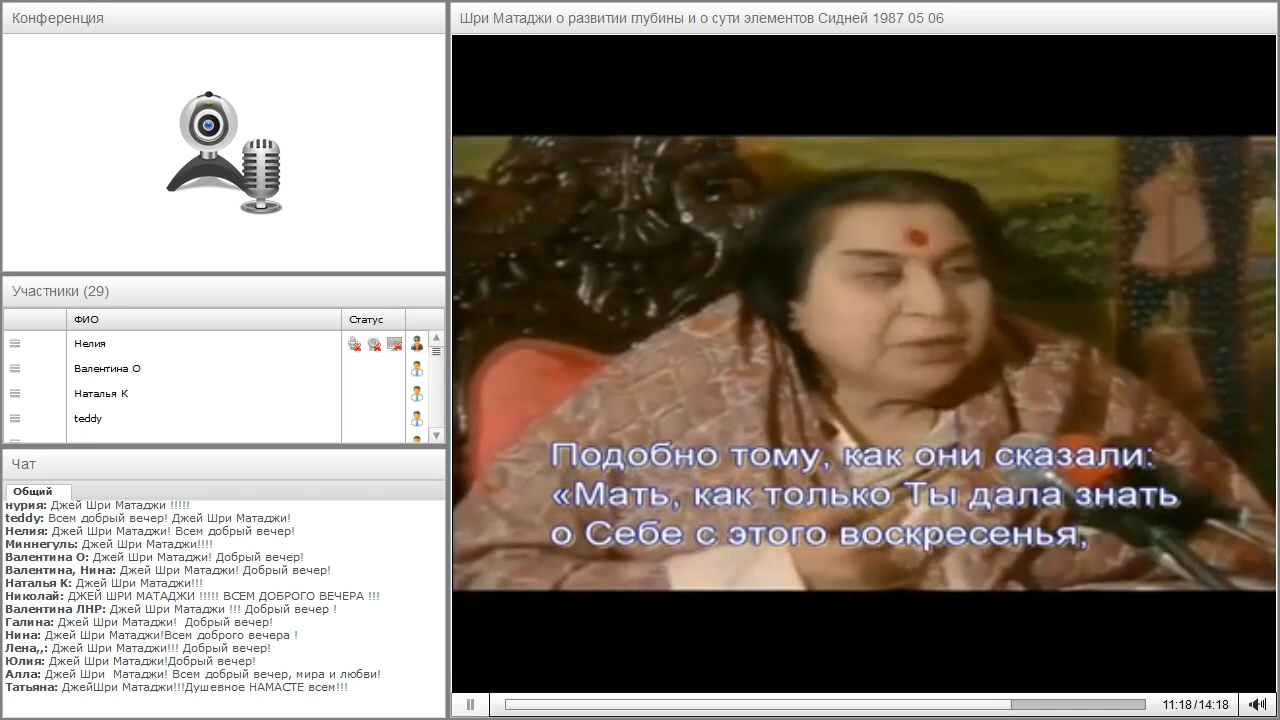 Конференция
Шри Матаджи о развитии глубины и о сути элементов Сидней 1987 05 06
Участники (29)
ФИО Статус
Нелия
Валентина О
Наталья К
teddy
Чат
Общий
нурия: Джей Шри Матаджи !!!!!
teddy: Всем добрый вечер! Джей Шри Матаджи!
Нелия: Джей Шри Матаджи! Всем добрый вечер!
Миннегуль: Джей Шри Матаджи!!!!
Валентина О: Джей Шри Матаджи! Добрый вечер!
Валентина, Нина: Джей Шри Матаджи! Добрый вечер!
Наталья К: Джей Шри Матаджи!!!
Николай: ДЖЕЙ ШРИ МАТАДЖИ !!!!! ВСЕМ ДОБРОГО ВЕЧЕРА !!!
Валентина ЛНР: Джей Шри Матаджи !!! Добрый вечер !
Галина: Джей Шри Матаджи! Добрый вечер!
Нина: Джей Шри Матаджи!Всем доброго вечера !
Лена,,: Джей Шри Матаджи!!! Добрый вечер!
Юлия: Джей Шри Матаджи!Добрый вечер!
Алла: Джей Шри Матаджи! Всем добрый вечер, мира и любви!
Татьяна: ДжейШри Матаджи!!!Душевное НАМАСТЕ всем!!!
Подобно тому, как они сказали:
«Мать, как только Ты дала знать
о Себе с этого воскресенья,
11:18/14:18